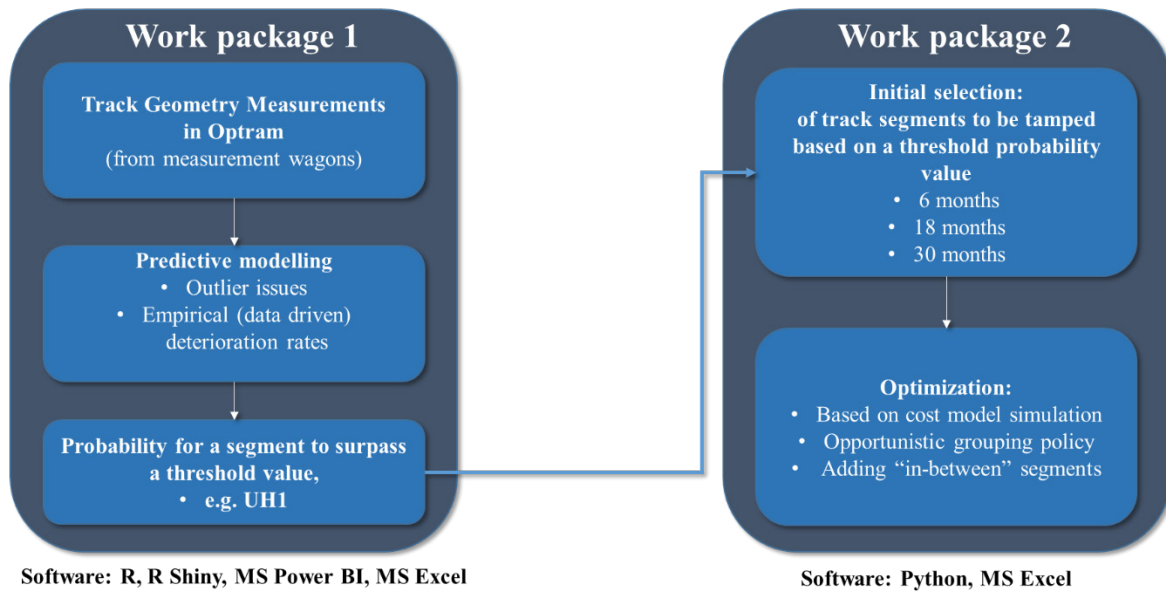 Work package 1
Track Geometry Measurements
in Optram
(from measurement wagons)
Predictive modelling
• Outlier issues
• Empirical (data driven)
deterioration rates
Probability for a segment to surpass
a threshold value,
• e.g. UH1
Software: R, R Shiny, MS Power BI, MS Excel
Work package 2
Initial selection:
of track segments to be tamped
based on a threshold probability
value
• 6 months
• 18 months
• 30 months
Optimization:
• Based on cost model simulation
• Opportunistic grouping policy
• Adding “in-between” segments
Software: Python, MS Excel